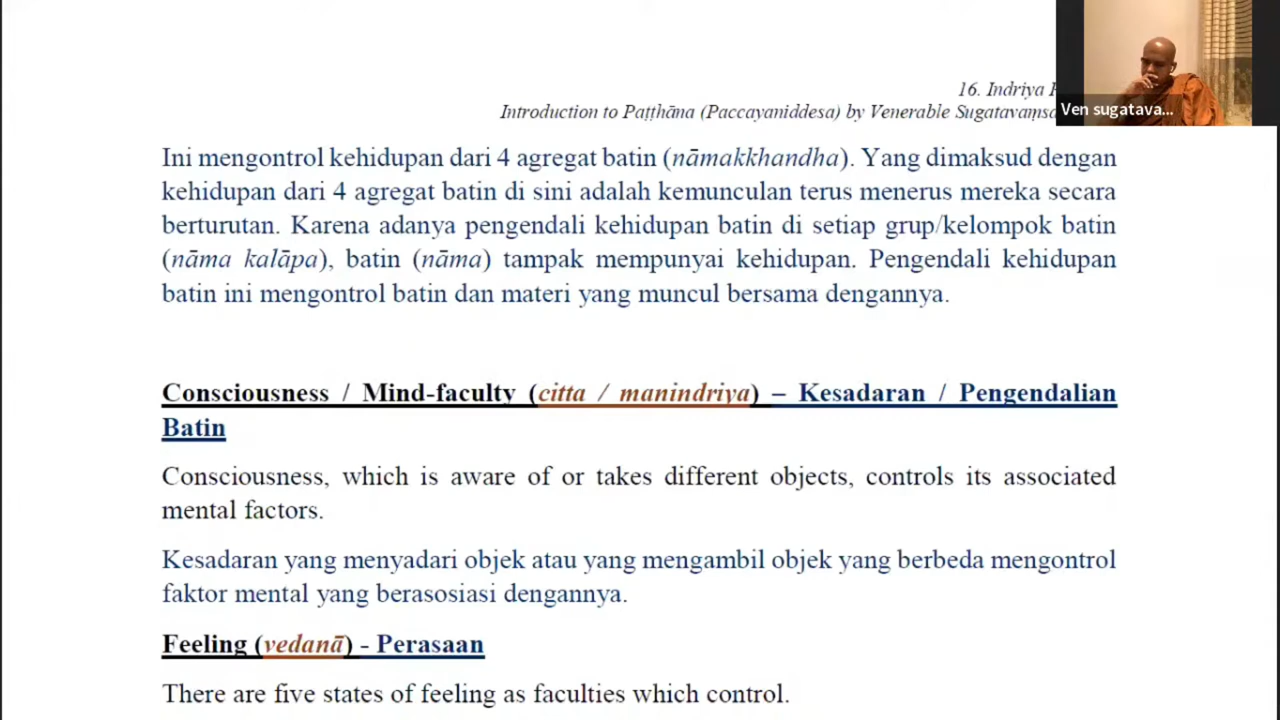 16. Indriya
Introduction to Paṭṭhāna (Paccayaniddesa) by Venerable
Ven sugatava...
Ini mengontrol kehidupan dari 4 agregat batin (nāmakkhandha). Yang dimaksud dengan
kehidupan dari 4 agregat batin di sini adalah kemunculan terus menerus mereka secara
berturutan. Karena adanya pengendali kehidupan batin di setiap grup/kelompok batin
(nāma kalāpa), batin (nāma) tampak mempunyai kehidupan. Pengendali kehidupan
batin ini mengontrol batin dan materi yang muncul bersama dengannya.
Consciousness / Mind-faculty (citta / manindriya) – Kesadaran / Pengendalian
Batin
Consciousness, which is aware of or takes different objects, controls its associated
mental factors.
Kesadaran yang menyadari objek atau yang mengambil objek yang berbeda mengontrol
faktor mental yang berasosiasi dengannya.
Feeling (vedanā) - Perasaan
There are five states of feeling as faculties which control.